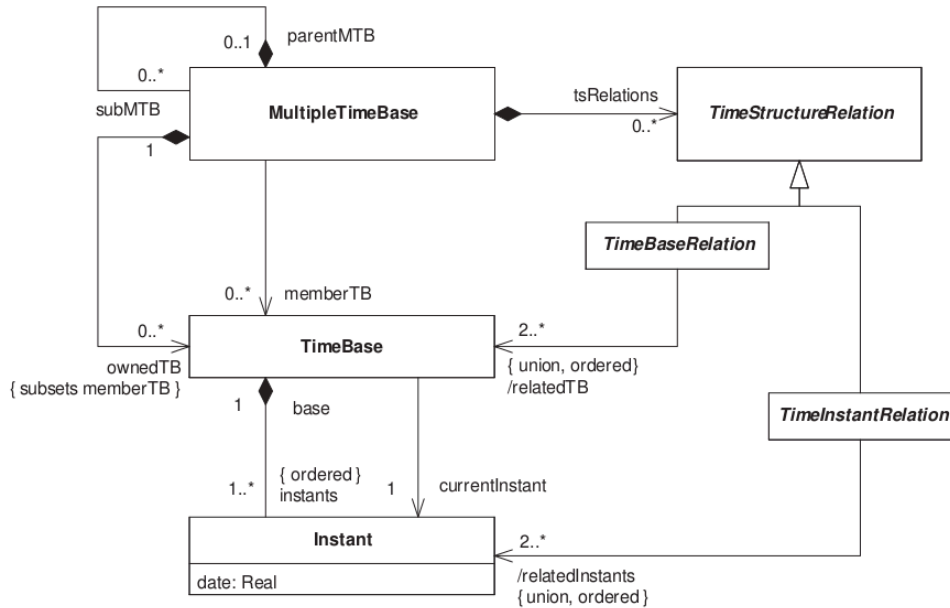 0..1
parentMTB
0..*
subMTB
MultipleTimeBase
tsRelations
0..*
TimeStructureRelation
1
TimeBaseRelation
0..*
memberTB
0..*
ownedTB
{ subsets memberTB }
TimeBase
2..*
{ union, ordered}
/relatedTB
1
base
TimeInstantRelation
{ ordered }
1..*
instants
1
currentInstant
Instant
date: Real
2..*
/relatedInstants
{ union, ordered }